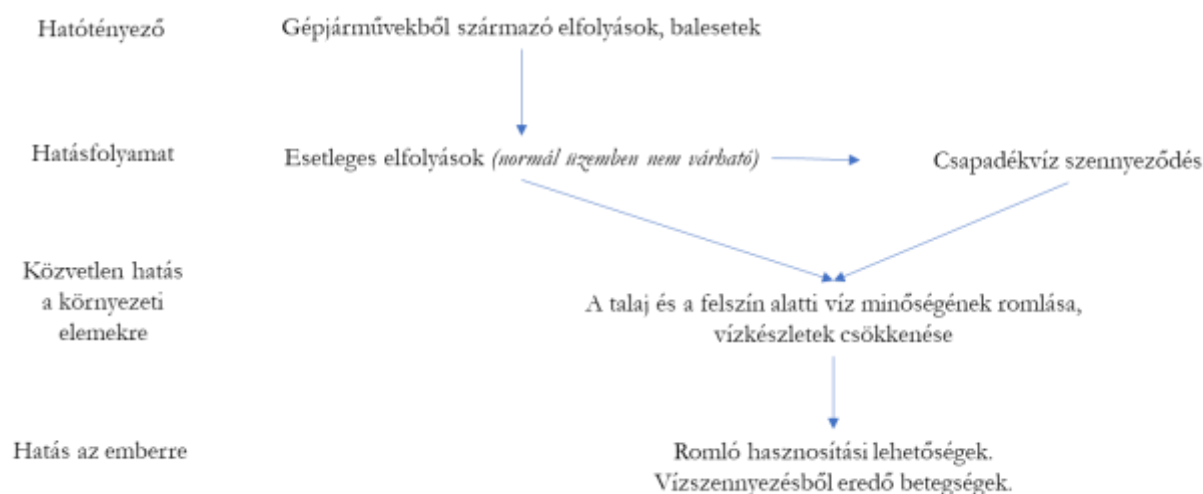 Hatótényező
Gépjárművekből származó elfolyások, balesetek
Hatásfolyamat
Esetleges elfolyások (normál üzemben nem várható)
Csapadékvíz szennyeződés
Közvetlen hatás
a környezeti
elemekre
A talaj és a felszín alatti víz minőségének romlása,
vízkészletek csökkenése
Hatás az emberre
Romló hasznosítási lehetőségek.
Vízszennyezésből eredő betegségek.